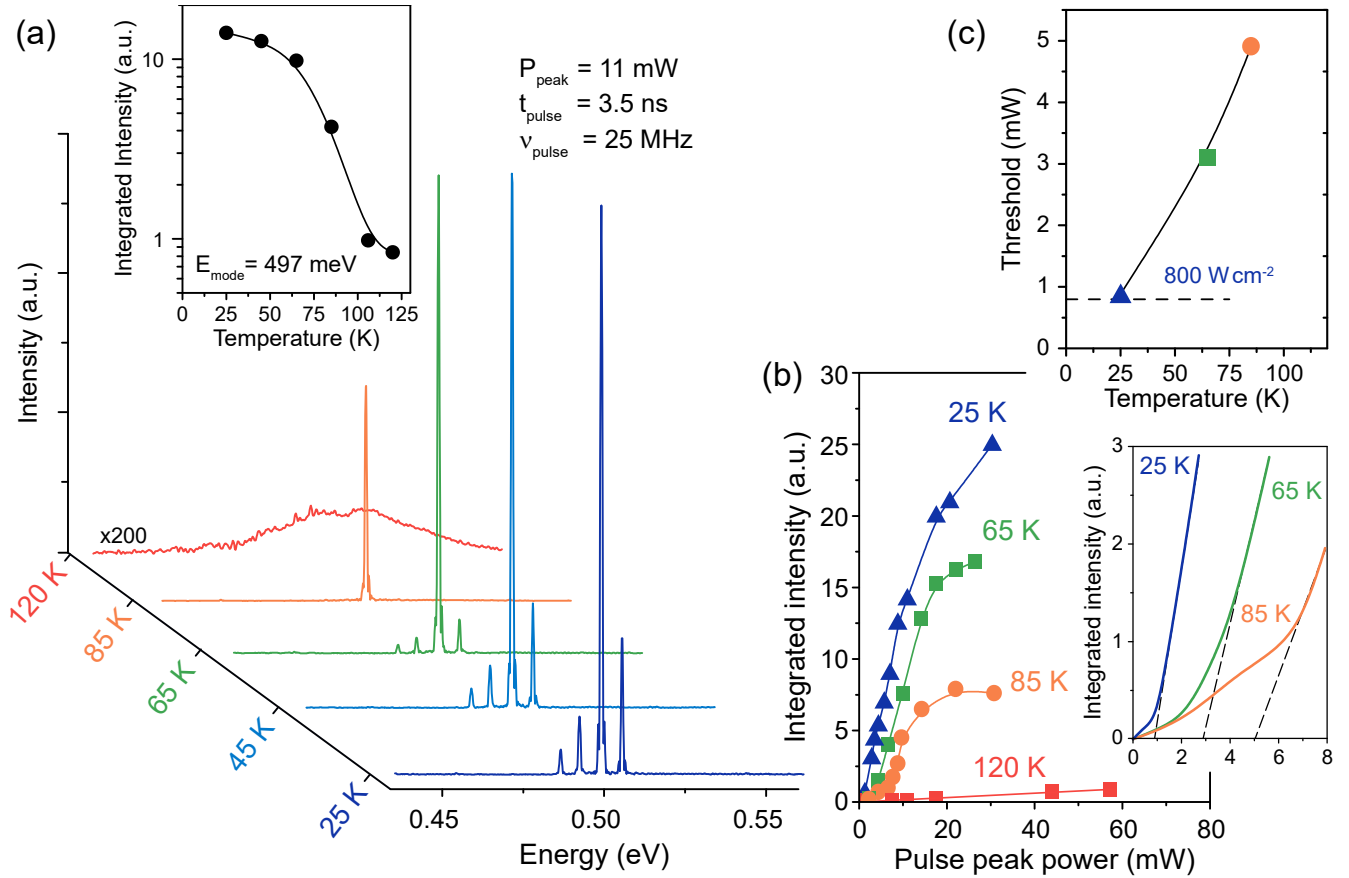 (a)
Integrated Intensity (a.u.)
10
1
E_mode = 497 meV
0 25 50 75 100 125
Temperature (K)
P_peak = 11 mW
t_pulse = 3.5 ns
ν_pulse = 25 MHz
Intensity (a.u.)
x200
120 K
85 K
65 K
45 K
25 K
0.45 0.50 0.55
Energy (eV)
(c)
Threshold (mW)
5
4
3
2
1
0
800 W cm-2
0 25 50 75 100
Temperature (K)
(b)
Integrated intensity (a.u.)
30
25
20
15
10
5
0
25 K
65 K
85 K
120 K
0 20 40 60 80
Pulse peak power (mW)
Integrated intensity (a.u.)
3
2
1
0
25 K
65 K
85 K
0 2 4 6 8